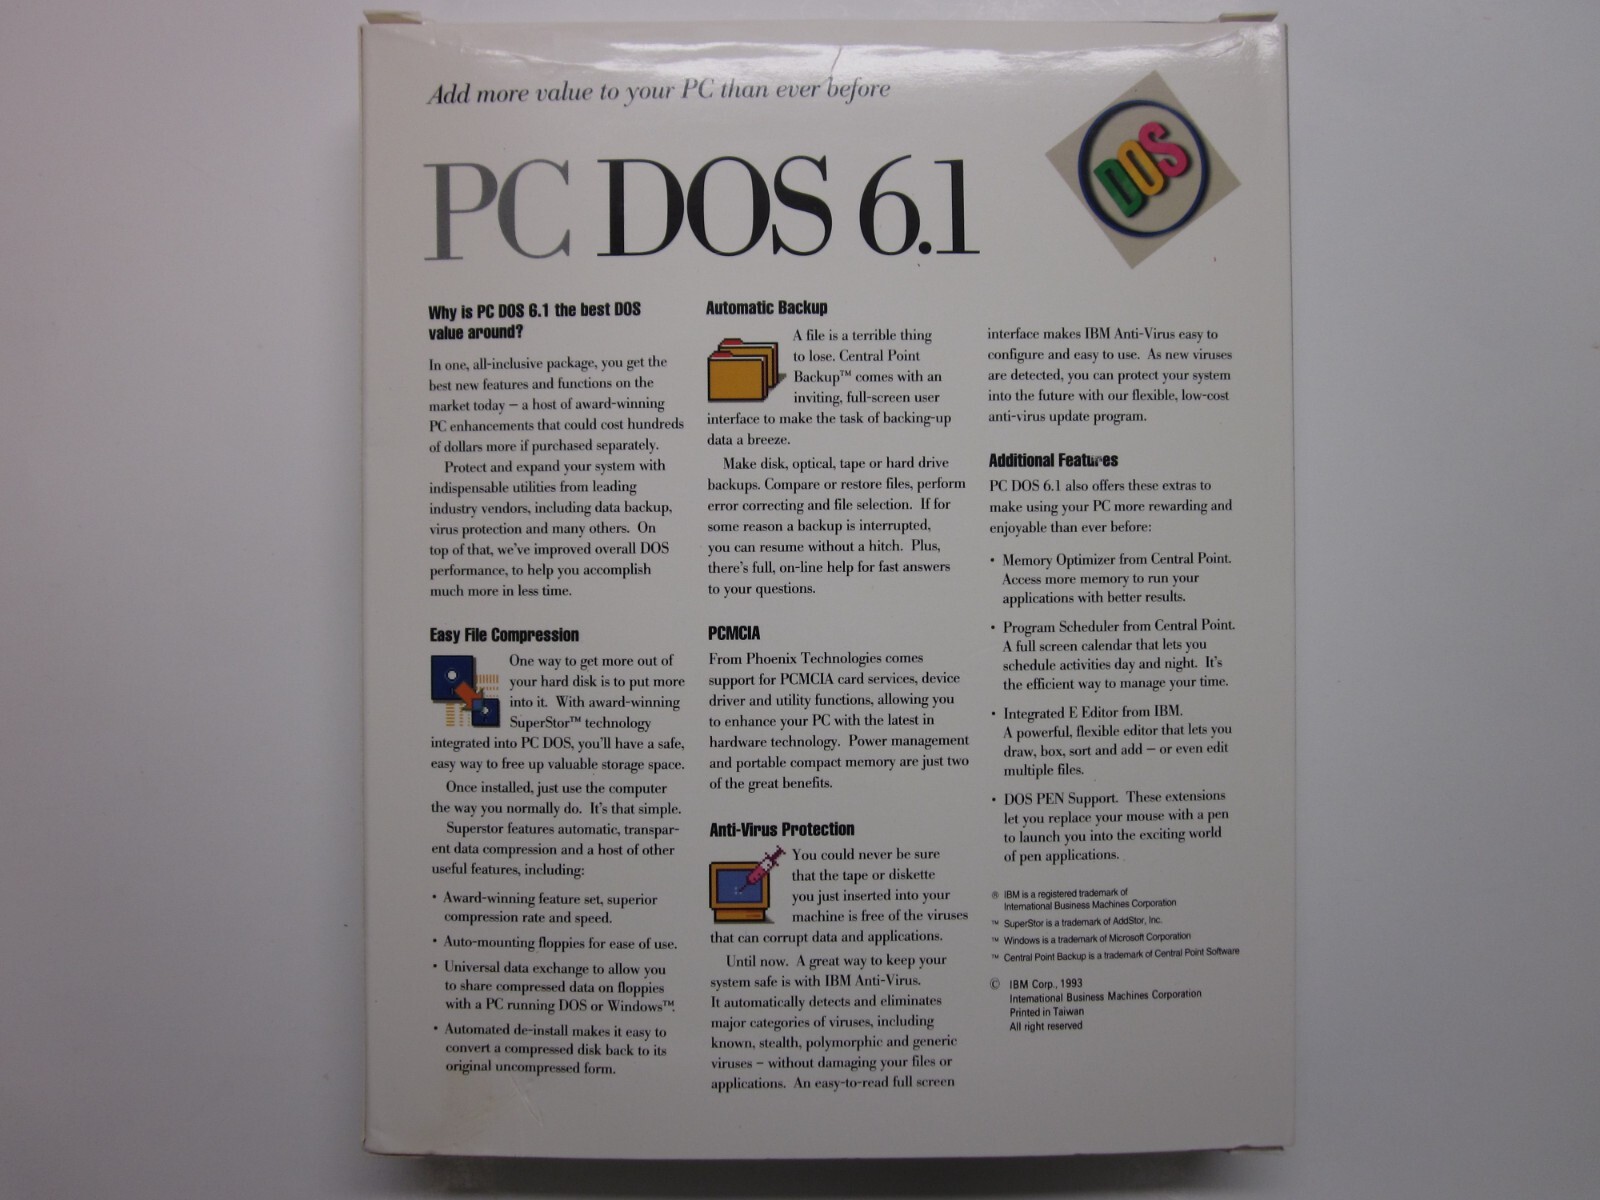 Add more value to your PC than ever before
PC DOS 6.1
DOS
Why is PC DOS 6.1 the best DOS
value around?
In one, all-inclusive package, you get the
best new features and functions on the
market today – a host of award-winning
PC enhancements that could cost hundreds
of dollars more if purchased separately.
Protect and expand your system with
indispensable utilities from leading
industry vendors, including data backup,
virus protection and many others. On
top of that, we've improved overall DOS
performance, to help you accomplish
much more in less time.
Easy File Compression
One way to get more out of
your hard disk is to put more
into it. With award-winning
SuperStor™ technology
integrated into PC DOS, you'll have a safe,
easy way to free up valuable storage space.
Once installed, just use the computer
the way you normally do. It's that simple.
Superstor features automatic, transpar-
ent data compression and a host of other
useful features, including:
• Award-winning feature set, superior
compression rate and speed.
• Auto-mounting floppies for ease of use.
• Universal data exchange to allow you
to share compressed data on floppies
with a PC running DOS or Windows™.
• Automated de-install makes it easy to
convert a compressed disk back to its
original uncompressed form.
Automatic Backup
A file is a terrible thing
to lose. Central Point
Backup™ comes with an
inviting, full-screen user
interface to make the task of backing-up
data a breeze.
Make disk, optical, tape or hard drive
backups. Compare or restore files, perform
error correcting and file selection. If for
some reason a backup is interrupted,
you can resume without a hitch. Plus,
there's full, on-line help for fast answers
to your questions.
PCMCIA
From Phoenix Technologies comes
support for PCMCIA card services, device
driver and utility functions, allowing you
to enhance your PC with the latest in
hardware technology. Power management
and portable compact memory are just two
of the great benefits.
Anti-Virus Protection
You could never be sure
that the tape or diskette
you just inserted into your
machine is free of the viruses
that can corrupt data and applications.
Until now. A great way to keep your
system safe is with IBM Anti-Virus.
It automatically detects and eliminates
major categories of viruses, including
known, stealth, polymorphic and generic
viruses – without damaging your files or
applications. An easy-to-read full screen
interface makes IBM Anti-Virus easy to
configure and easy to use. As new viruses
are detected, you can protect your system
into the future with our flexible, low-cost
anti-virus update program.
Additional Features
PC DOS 6.1 also offers these extras to
make using your PC more rewarding and
enjoyable than ever before:
• Memory Optimizer from Central Point.
Access more memory to run your
applications with better results.
• Program Scheduler from Central Point.
A full screen calendar that lets you
schedule activities day and night. It's
the efficient way to manage your time.
• Integrated E Editor from IBM.
A powerful, flexible editor that lets you
draw, box, sort and add – or even edit
multiple files.
• DOS PEN Support. These extensions
let you replace your mouse with a pen
to launch you into the exciting world
of pen applications.
® IBM is a registered trademark of
International Business Machines Corporation
™ SuperStor is a trademark of AddStor, Inc.
™ Windows is a trademark of Microsoft Corporation
™ Central Point Backup is a trademark of Central Point Software
© IBM Corp., 1993
International Business Machines Corporation
Printed in Taiwan
All right reserved